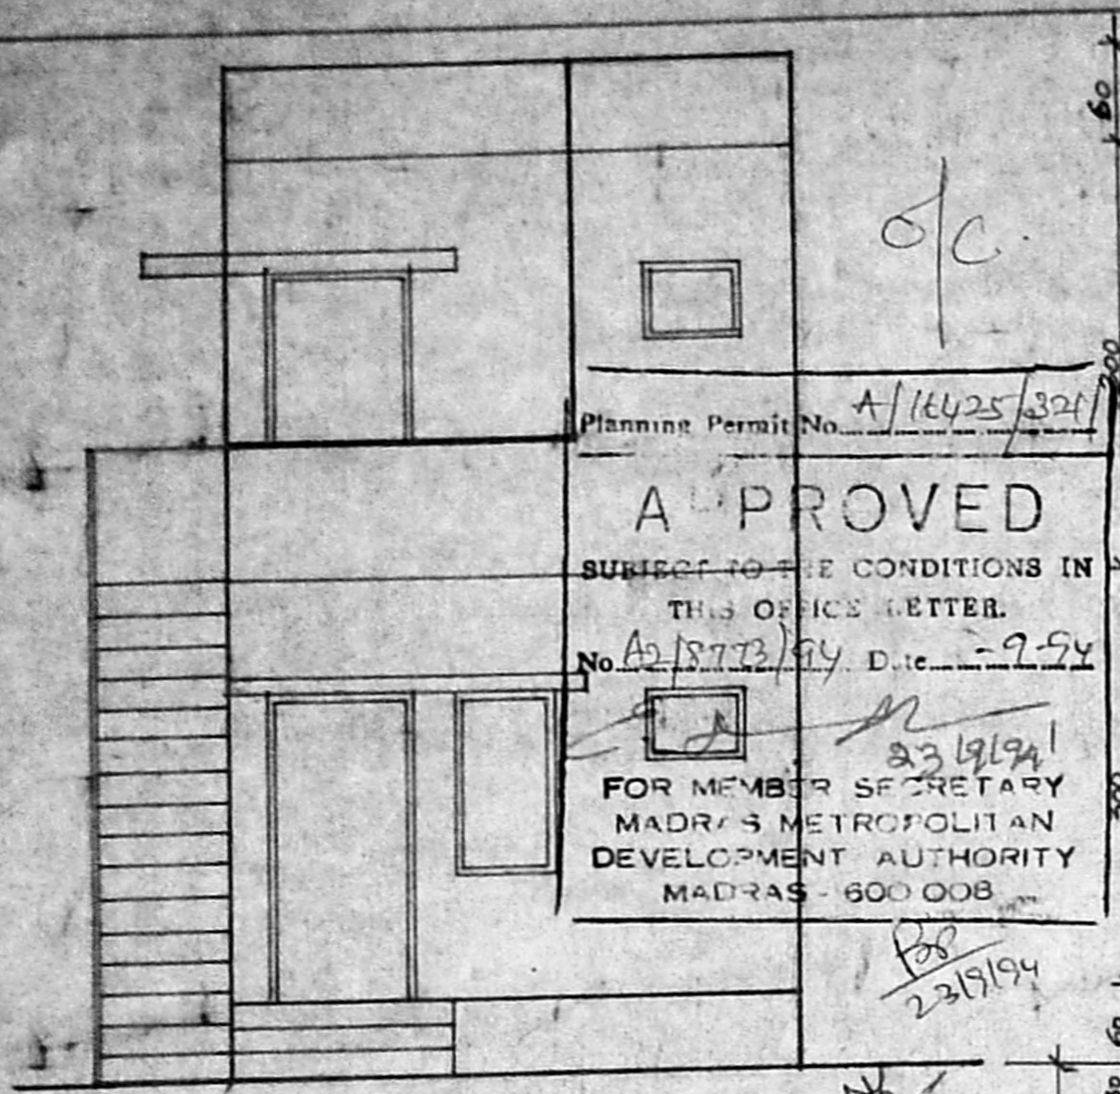 60
O/C.
Planning Permit No. A/16425/321/
APPROVED
SUBJECT TO THE CONDITIONS IN
THIS OFFICE LETTER.
No. A2/8773/94 Date -9-94
23/9/94
FOR MEMBER SECRETARY
MADRAS METROPOLITAN
DEVELOPMENT AUTHORITY
MADRAS - 600 008
23/9/94